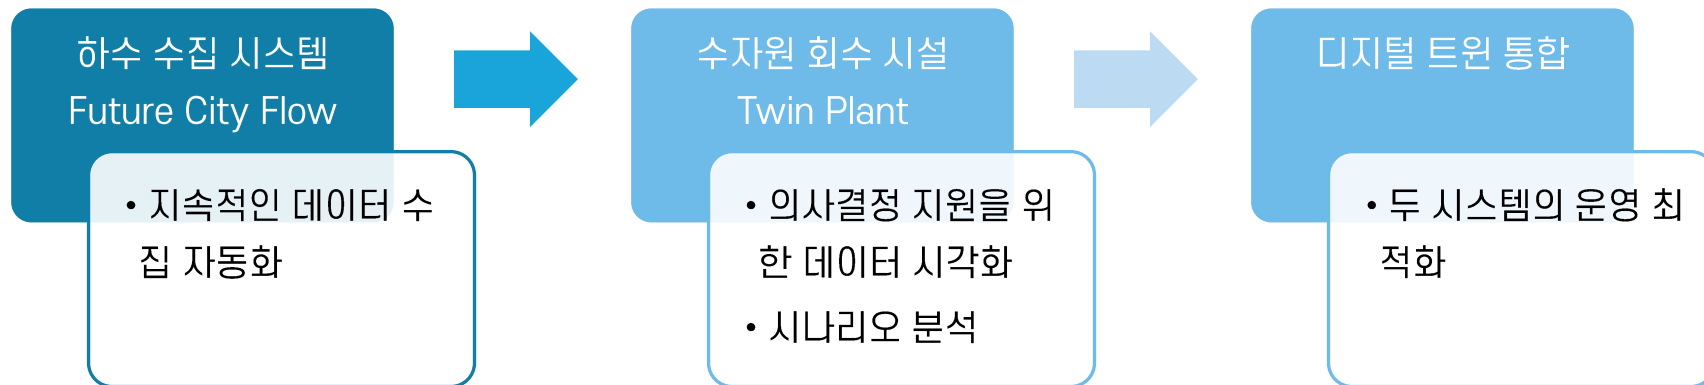 하수 수집 시스템
Future City Flow
• 지속적인 데이터 수
집 자동화
수자원 회수 시설
Twin Plant
• 의사결정 지원을 위
한 데이터 시각화
• 시나리오 분석
디지털 트윈 통합
• 두 시스템의 운영 최
적화